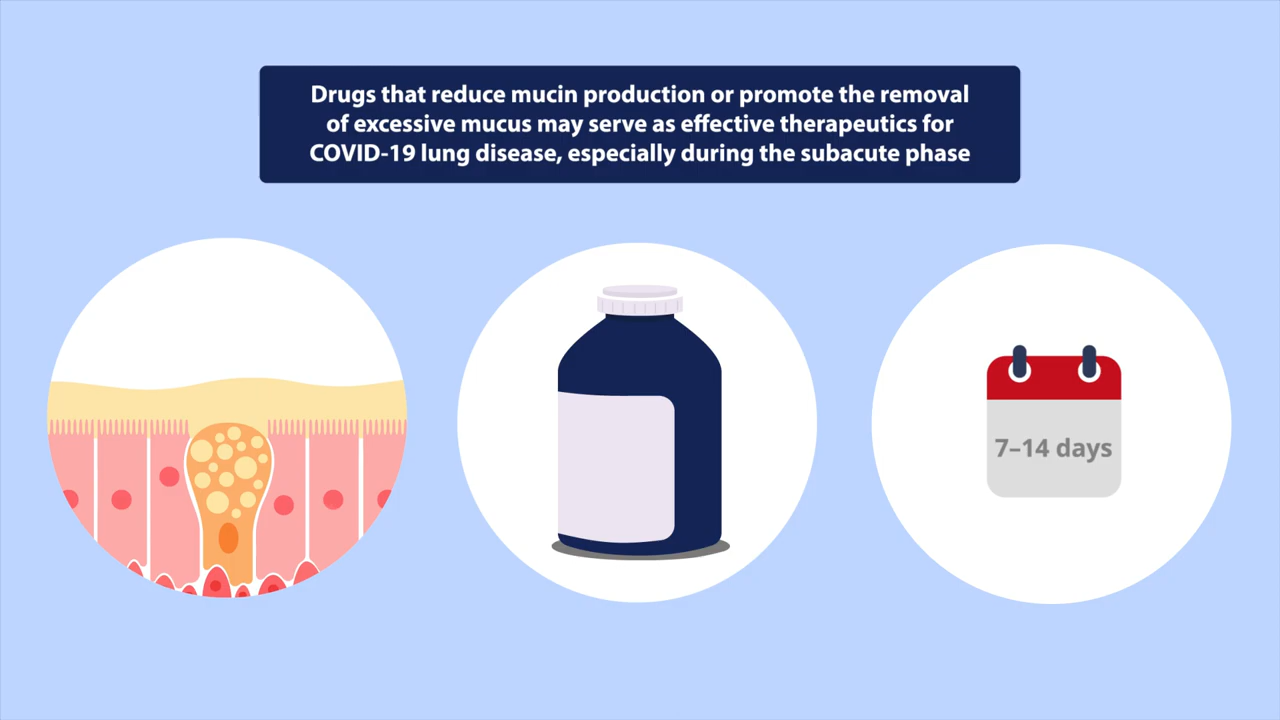 Drugs that reduce mucin production or promote the removal
of excessive mucus may serve as effective therapeutics for
COVID-19 lung disease, especially during the subacute phase
7–14 days